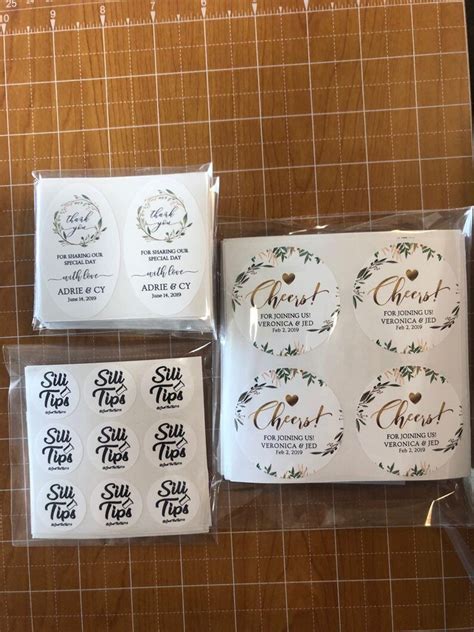 thank
you
FOR SHARING OUR
SPECIAL DAY
with love
ADRIE & CY
June 14, 2019
thank
you
FOR SHARING OUR
SPECIAL DAY
with love
ADRIE & CY
June 14, 2019
Cheers!
FOR JOINING US!
VERONICA & JED
Feb 2, 2019
Cheers!
FOR JOINING US!
VERONICA & JED
Feb 2, 2019
Cheers!
FOR JOINING US!
VERONICA & JED
Feb 2, 2019
Cheers!
FOR JOINING US!
VERONICA & JED
Feb 2, 2019
Sili
Tips
Sili
Tips
Sili
Tips
Sili
Tips
Sili
Tips
Sili
Tips
Sili
Tips
Sili
Tips
Sili
Tips